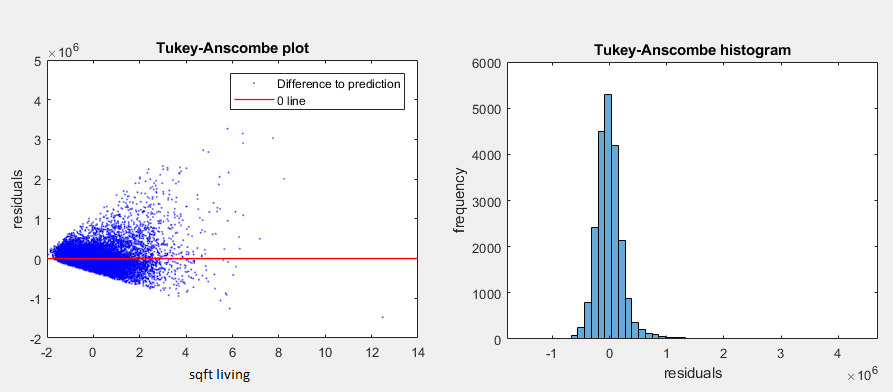 Tukey-Anscombe plot
×10^6
5
4
3
2
1
0
-1
-2
residuals
Difference to prediction
0 line
-2 0 2 4 6 8 10 12 14
sqft living
Tukey-Anscombe histogram
6000
5000
4000
3000
2000
1000
0
frequency
-1 0 1 2 3 4
residuals
×10^6